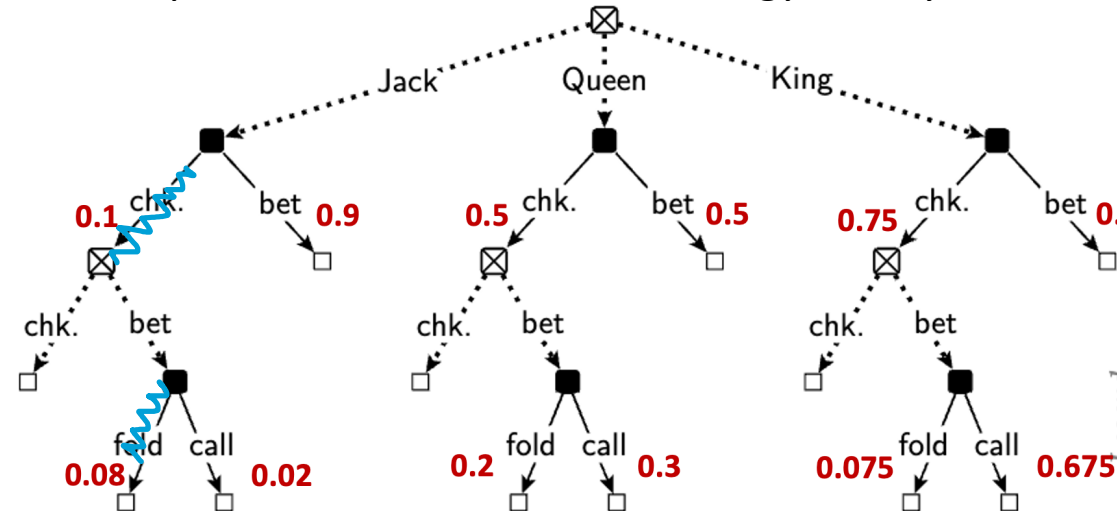 Jack Queen King
chk. bet chk. bet chk. bet
0.1 0.9 0.5 0.5 0.75 0.
chk. bet chk. bet chk. bet
fold call fold call fold call
0.08 0.02 0.2 0.3 0.075 0.675